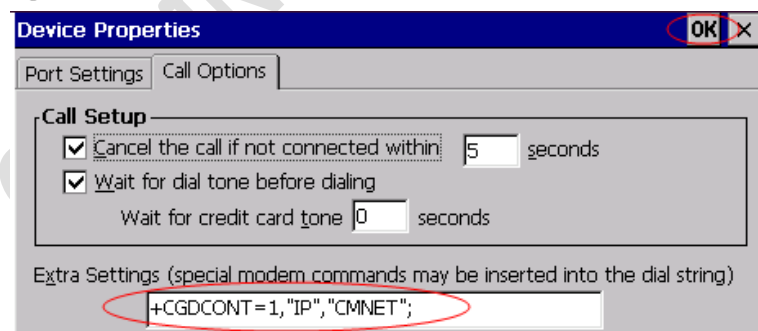 Device Properties OK ×
Port Settings Call Options
Call Setup
Cancel the call if not connected within 5 seconds
Wait for dial tone before dialing
Wait for credit card tone 0 seconds
Extra Settings (special modem commands may be inserted into the dial string)
+CGDCONT=1,"IP","CMNET";